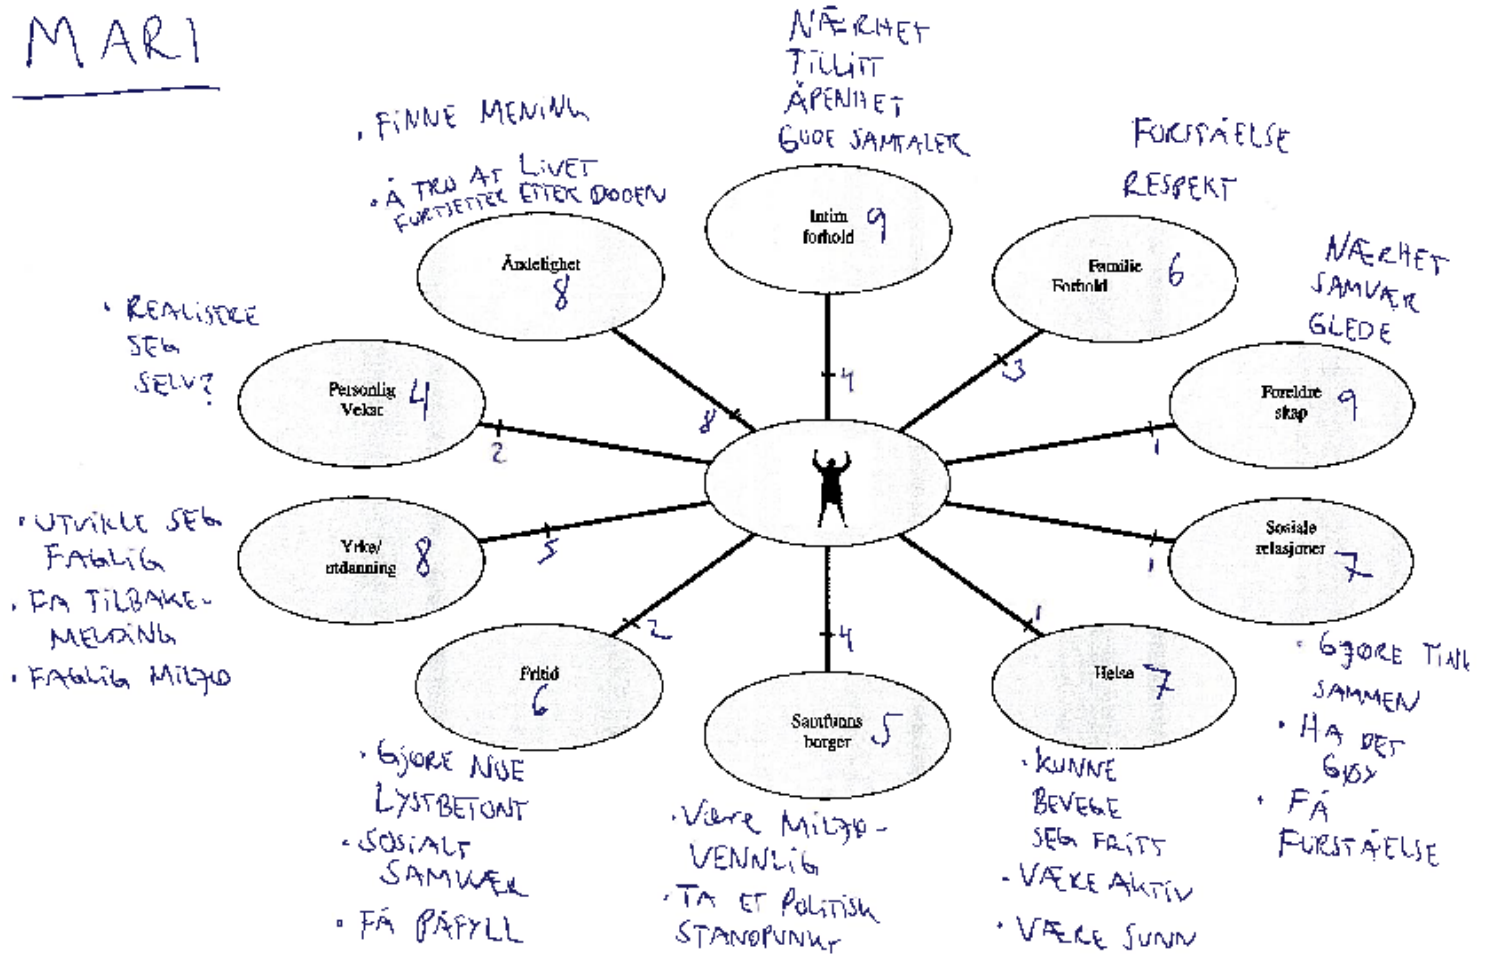 MARI
NÆRHET
TILLITT
ÅPENHET
GODE SAMTALER
Intim
forhold 9
4
FORSTÅELSE
RESPEKT
Familie
Forhold 6
3
NÆRHET
SAMVÆR
GLEDE
Foreldre
skap 9
1
Sosiale
relasjoner 7
1
• GJØRE TING
SAMMEN
• HA DET
GØY
• FÅ
FORSTÅELSE
Helse 7
1
• KUNNE
BEVEGE
SEG FRITT
• VÆRE AKTIV
• VÆRE SUNN
Samfunns
borger 5
4
• Være MILJØ-
VENNLIG
• TA ET POLITISK
STANDPUNKT
Fritid
6
2
• GJØRE NOE
LYSTBETONT
• SOSIALT
SAMVÆR
• FÅ PÅFYLL
Yrke/
utdanning 8
5
• UTVIKLE SEG
FAGLIG
• FÅ TILBAKE-
MELDING
• FAGLIG MILJØ
Personlig
Vekst 4
2
• REALISERE
SEG
SELV?
Åndelighet
8
8
• FINNE MENING
• Å TRO AT LIVET
FORTSETTER ETTER DØDEN